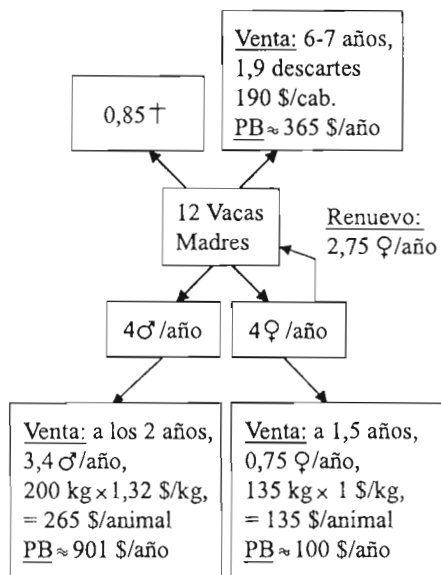 Venta: 6-7 años,
1,9 descartes
190 $/cab.
PB ≈ 365 $/año
0,85 †
12 Vacas
Madres
Renuevo:
2,75 ♀/año
4♂/año
4♀/año
Venta: a los 2 años,
3,4 ♂/año,
200 kg × 1,32 $/kg,
= 265 $/animal
PB ≈ 901 $/año
Venta: a 1,5 años,
0,75 ♀/año,
135 kg × 1 $/kg,
= 135 $/animal
PB ≈ 100 $/año